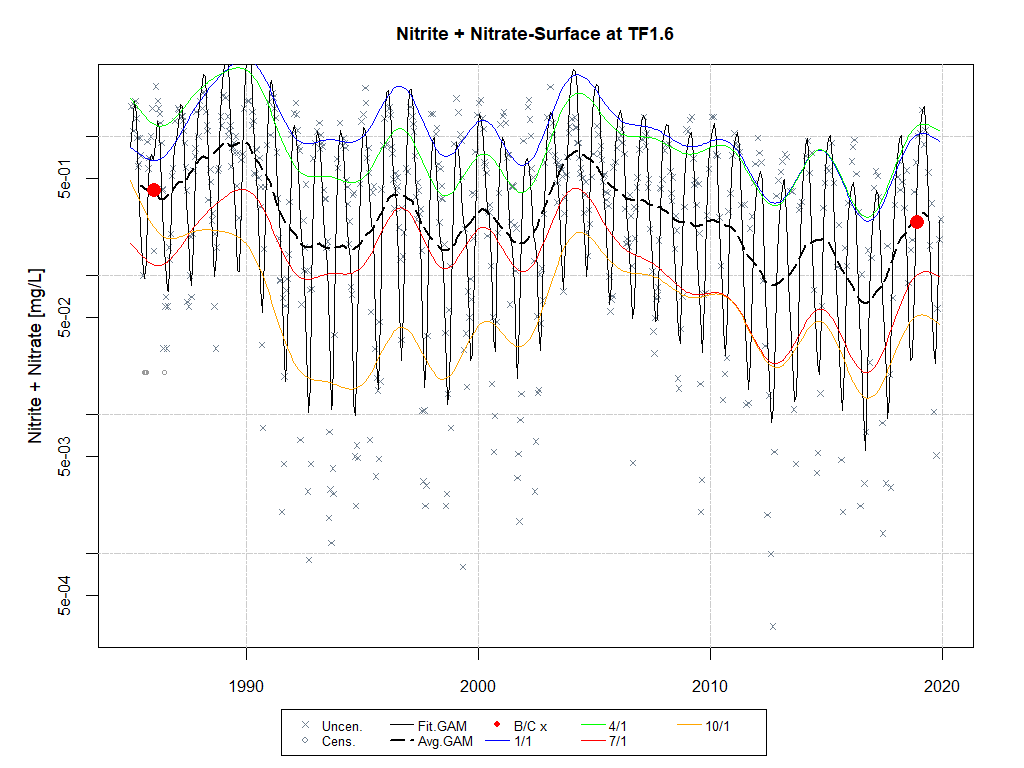 Nitrite + Nitrate-Surface at TF1.6
Nitrite + Nitrate [mg/L]
5e-01
5e-02
5e-03
5e-04
1990 2000 2010 2020
Uncen. Fit.GAM B/C x 4/1 10/1
Cens. Avg.GAM 1/1 7/1